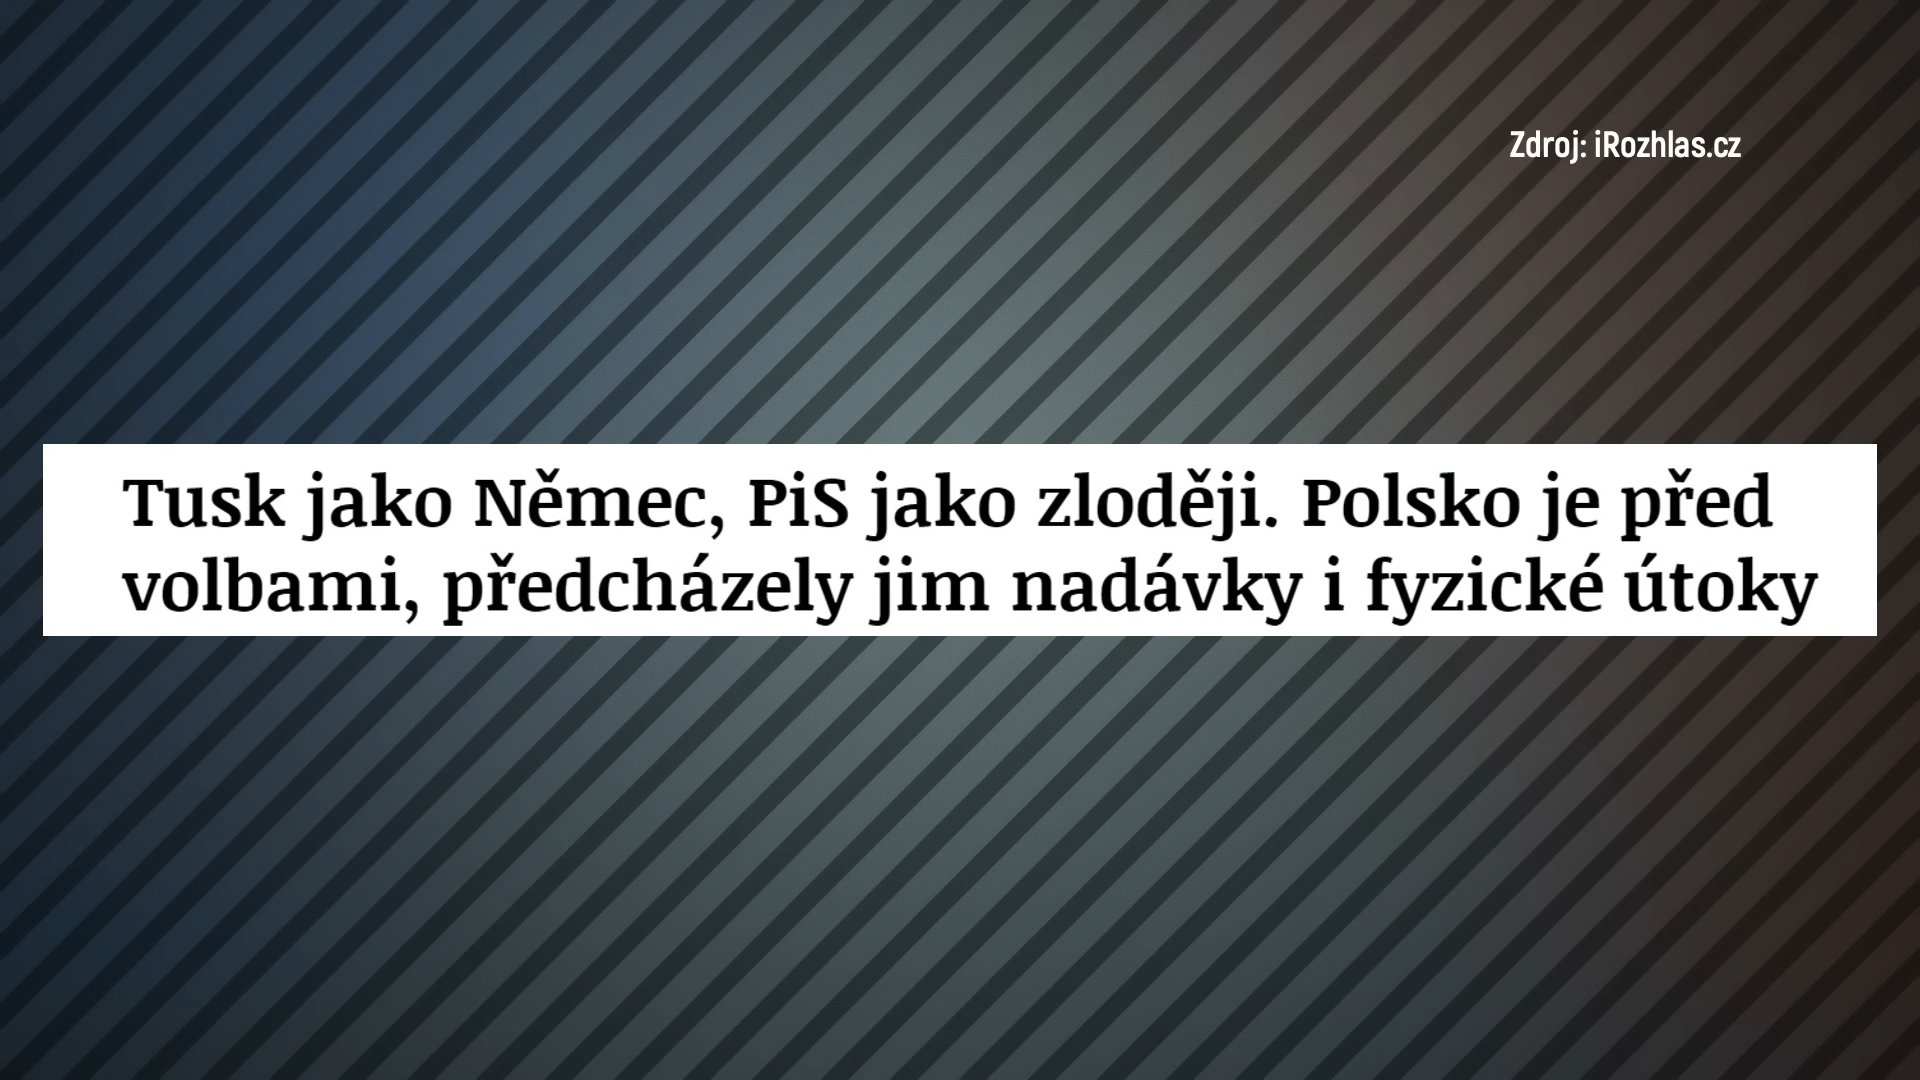 Zdroj: iRozhlas.cz
Tusk jako Němec, PiS jako zloději. Polsko je před
volbami, předcházely jim nadávky i fyzické útoky